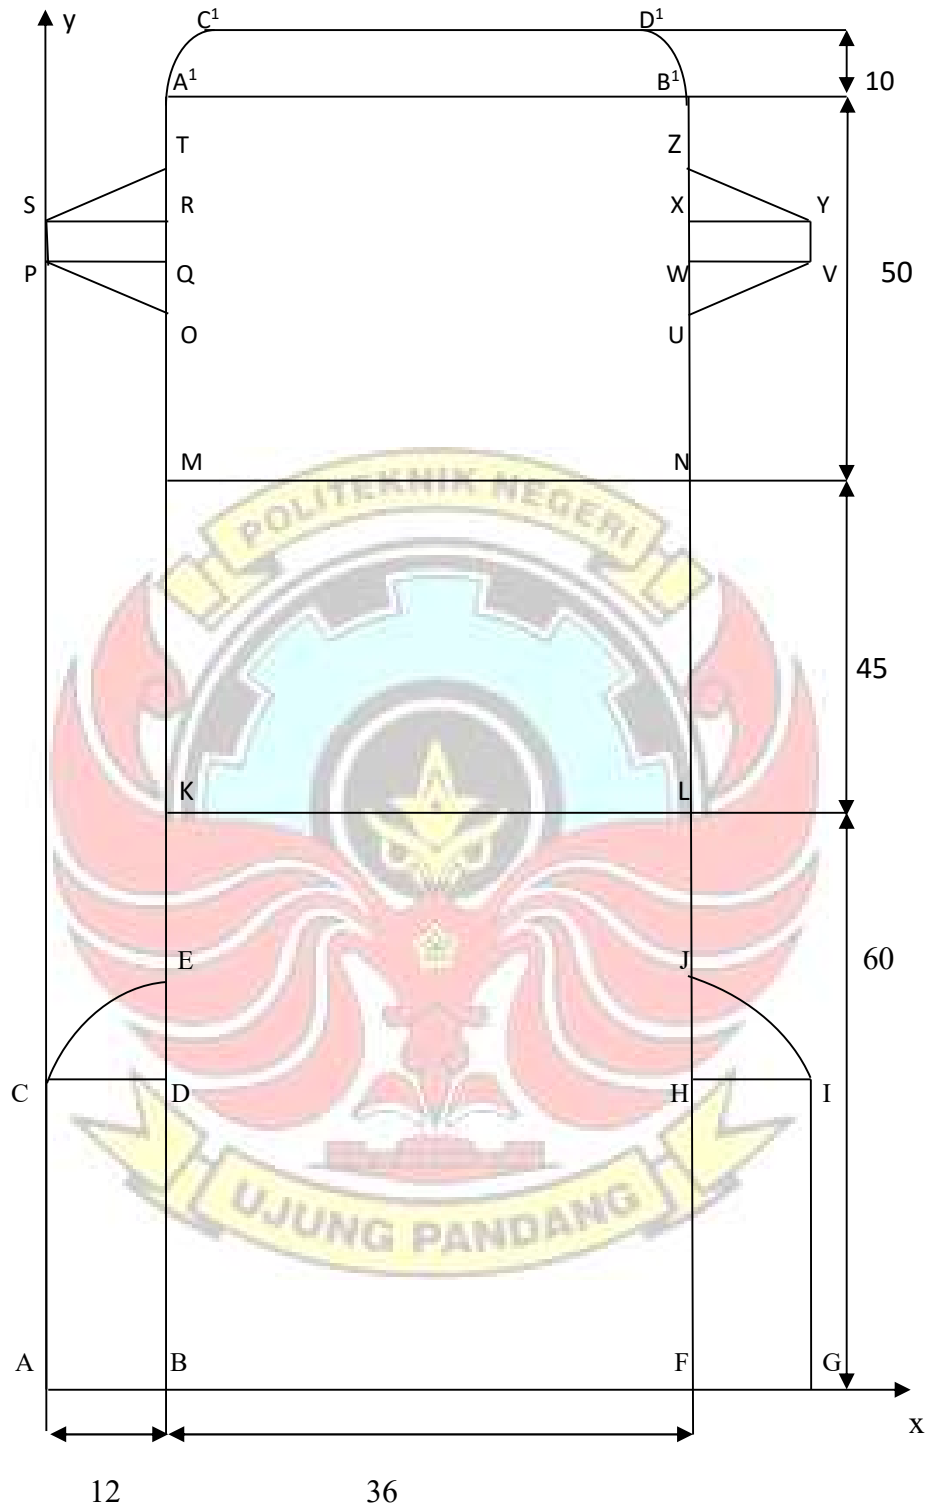 y
C¹ D¹
A¹ B¹ 10
T Z
S R X Y
P Q W V 50
O U
M N
POLITEKNIK NEGERI
45
K L
E J 60
C D H I
UJUNG PANDANG
A B F G
x
12 36